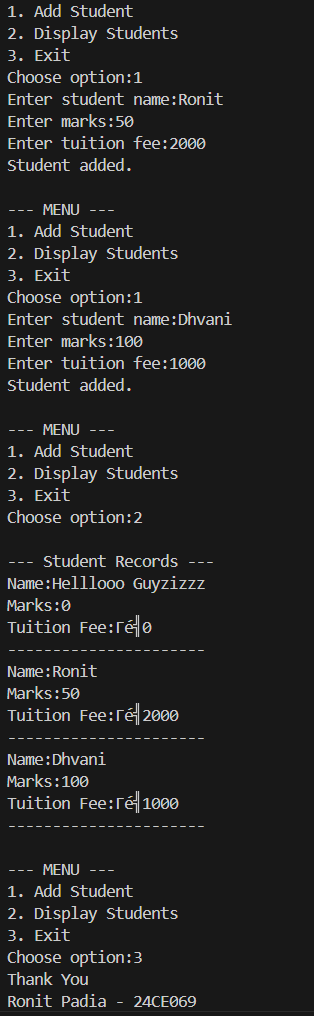 1. Add Student
2. Display Students
3. Exit
Choose option:1
Enter student name:Ronit
Enter marks:50
Enter tuition fee:2000
Student added.
--- MENU ---
1. Add Student
2. Display Students
3. Exit
Choose option:1
Enter student name:Dhvani
Enter marks:100
Enter tuition fee:1000
Student added.
--- MENU ---
1. Add Student
2. Display Students
3. Exit
Choose option:2
--- Student Records ---
Name:Helllooo Guyzizzz
Marks:0
Tuition Fee:Γé╣0
----------------------
Name:Ronit
Marks:50
Tuition Fee:Γé╣2000
----------------------
Name:Dhvani
Marks:100
Tuition Fee:Γé╣1000
----------------------
--- MENU ---
1. Add Student
2. Display Students
3. Exit
Choose option:3
Thank You
Ronit Padia - 24CE069